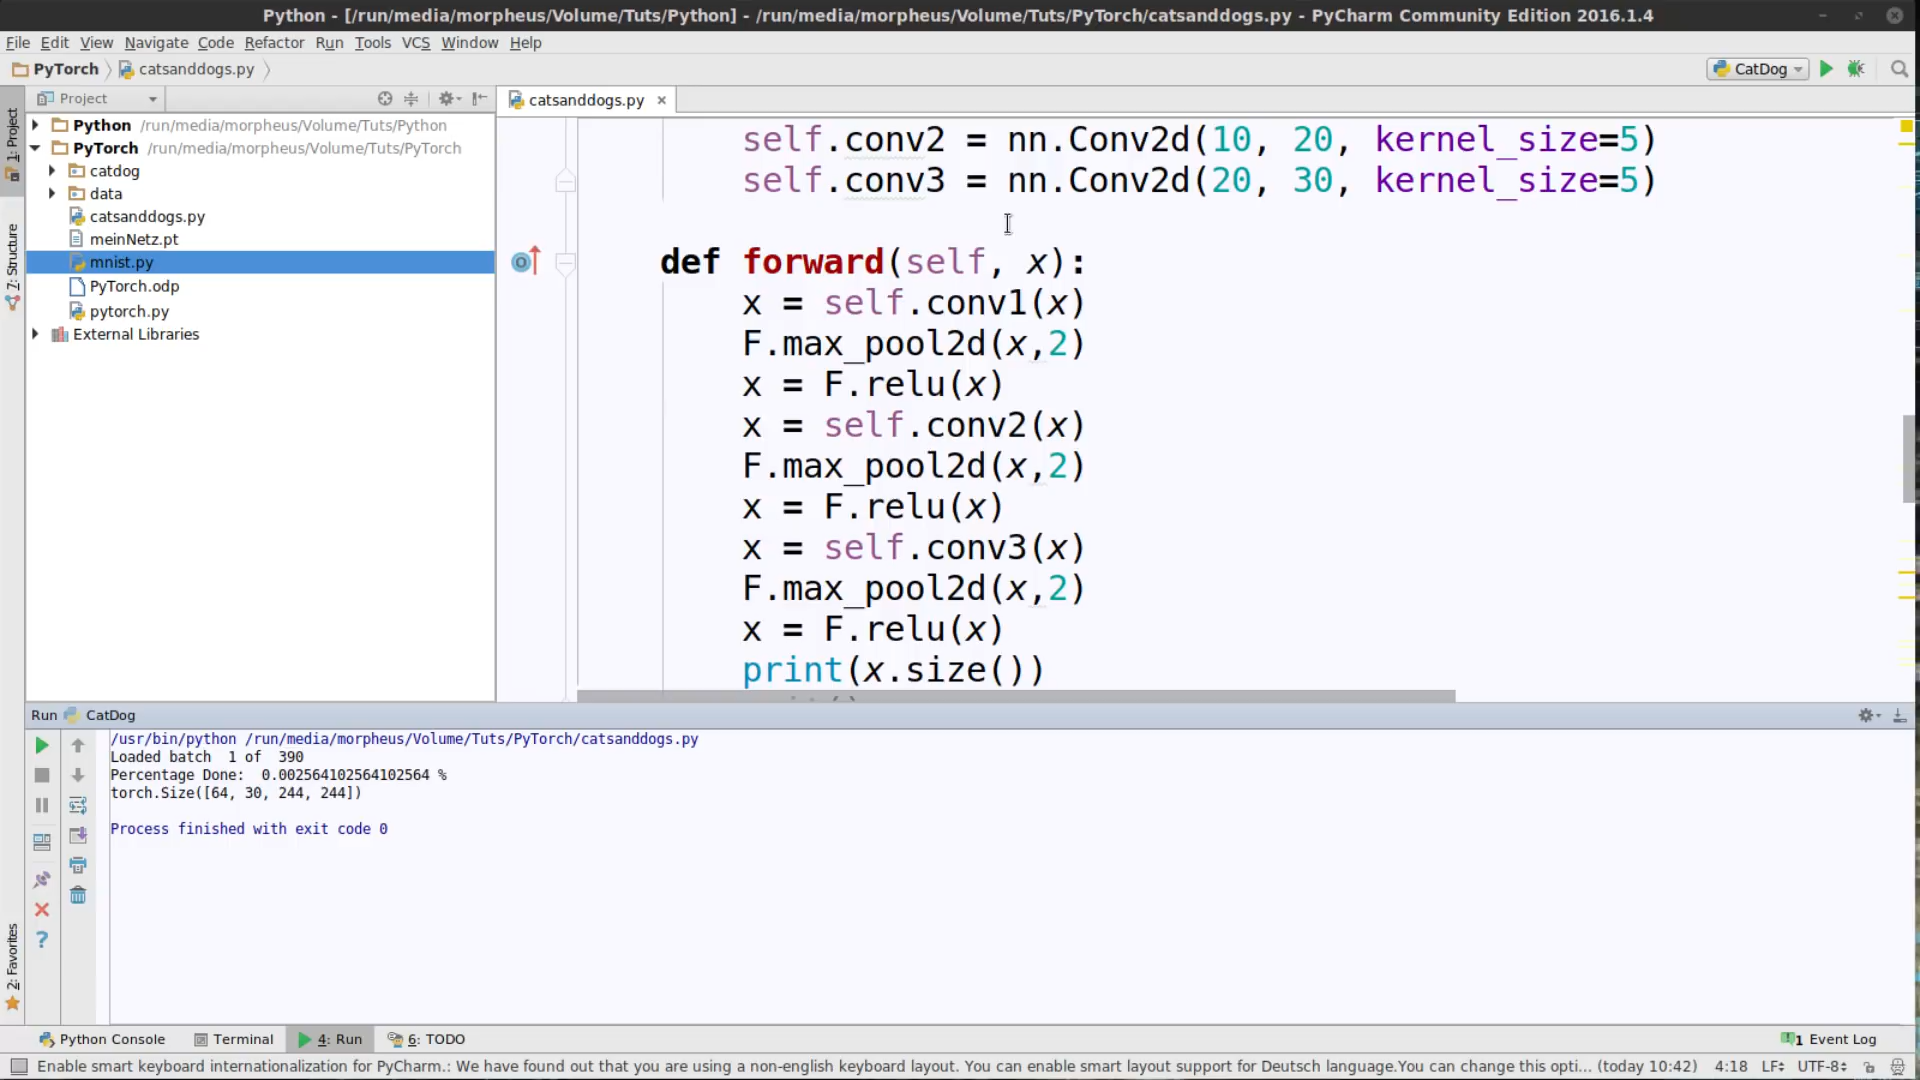 Python - [/run/media/morpheus/Volume/Tuts/Python] - /run/media/morpheus/Volume/Tuts/PyTorch/catsanddogs.py - PyCharm Community Edition 2016.1.4
File Edit View Navigate Code Refactor Run Tools VCS Window Help
PyTorch catsanddogs.py
CatDog
Project
catsanddogs.py
1: Project
7: Structure
2: Favorites
Python /run/media/morpheus/Volume/Tuts/Python
PyTorch /run/media/morpheus/Volume/Tuts/PyTorch
catdog
data
catsanddogs.py
meinNetz.pt
mnist.py
PyTorch.odp
pytorch.py
External Libraries
self.conv2 = nn.Conv2d(10, 20, kernel_size=5)
self.conv3 = nn.Conv2d(20, 30, kernel_size=5)
def forward(self, x):
x = self.conv1(x)
F.max_pool2d(x,2)
x = F.relu(x)
x = self.conv2(x)
F.max_pool2d(x,2)
x = F.relu(x)
x = self.conv3(x)
F.max_pool2d(x,2)
x = F.relu(x)
print(x.size())
Run CatDog
/usr/bin/python /run/media/morpheus/Volume/Tuts/PyTorch/catsanddogs.py
Loaded batch 1 of 390
Percentage Done: 0.002564102564102564 %
torch.Size([64, 30, 244, 244])
Process finished with exit code 0
Python Console Terminal 4: Run 6: TODO 1 Event Log
Enable smart keyboard internationalization for PyCharm.: We have found out that you are using a non-english keyboard layout. You can enable smart layout support for Deutsch language.You can change this opti... (today 10:42) 4:18 LF UTF-8